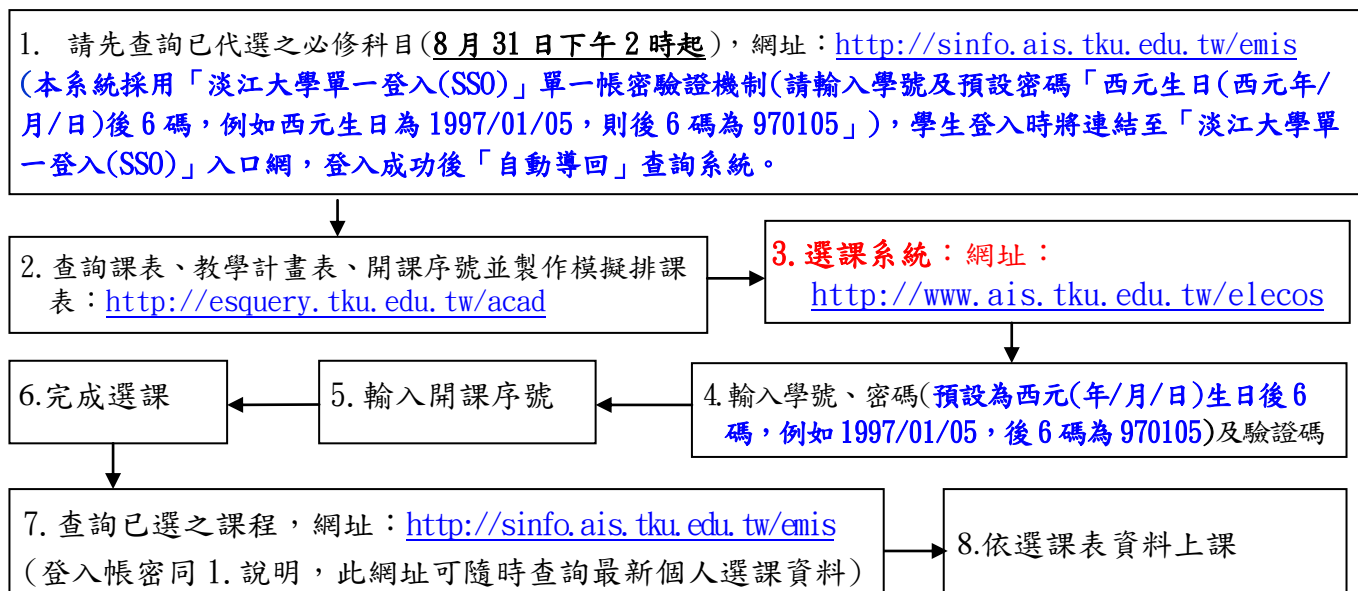 1. 請先查詢已代選之必修科目(8月31日下午2時起)，網址：http://sinfo.ais.tku.edu.tw/emis
(本系統採用「淡江大學單一登入(SSO)」單一帳密驗證機制(請輸入學號及預設密碼「西元生日(西元年/
月/日)後6碼，例如西元生日為1997/01/05，則後6碼為970105」)，學生登入時將連結至「淡江大學單
一登入(SSO)」入口網，登入成功後「自動導回」查詢系統。
2. 查詢課表、教學計畫表、開課序號並製作模擬排課
表：http://esquery.tku.edu.tw/acad
3. 選課系統：網址：
http://www.ais.tku.edu.tw/elecos
4. 輸入學號、密碼(預設為西元(年/月/日)生日後6
碼，例如1997/01/05，後6碼為970105)及驗證碼
5. 輸入開課序號
6.完成選課
7. 查詢已選之課程，網址：http://sinfo.ais.tku.edu.tw/emis
(登入帳密同1.說明，此網址可隨時查詢最新個人選課資料)
8.依選課表資料上課